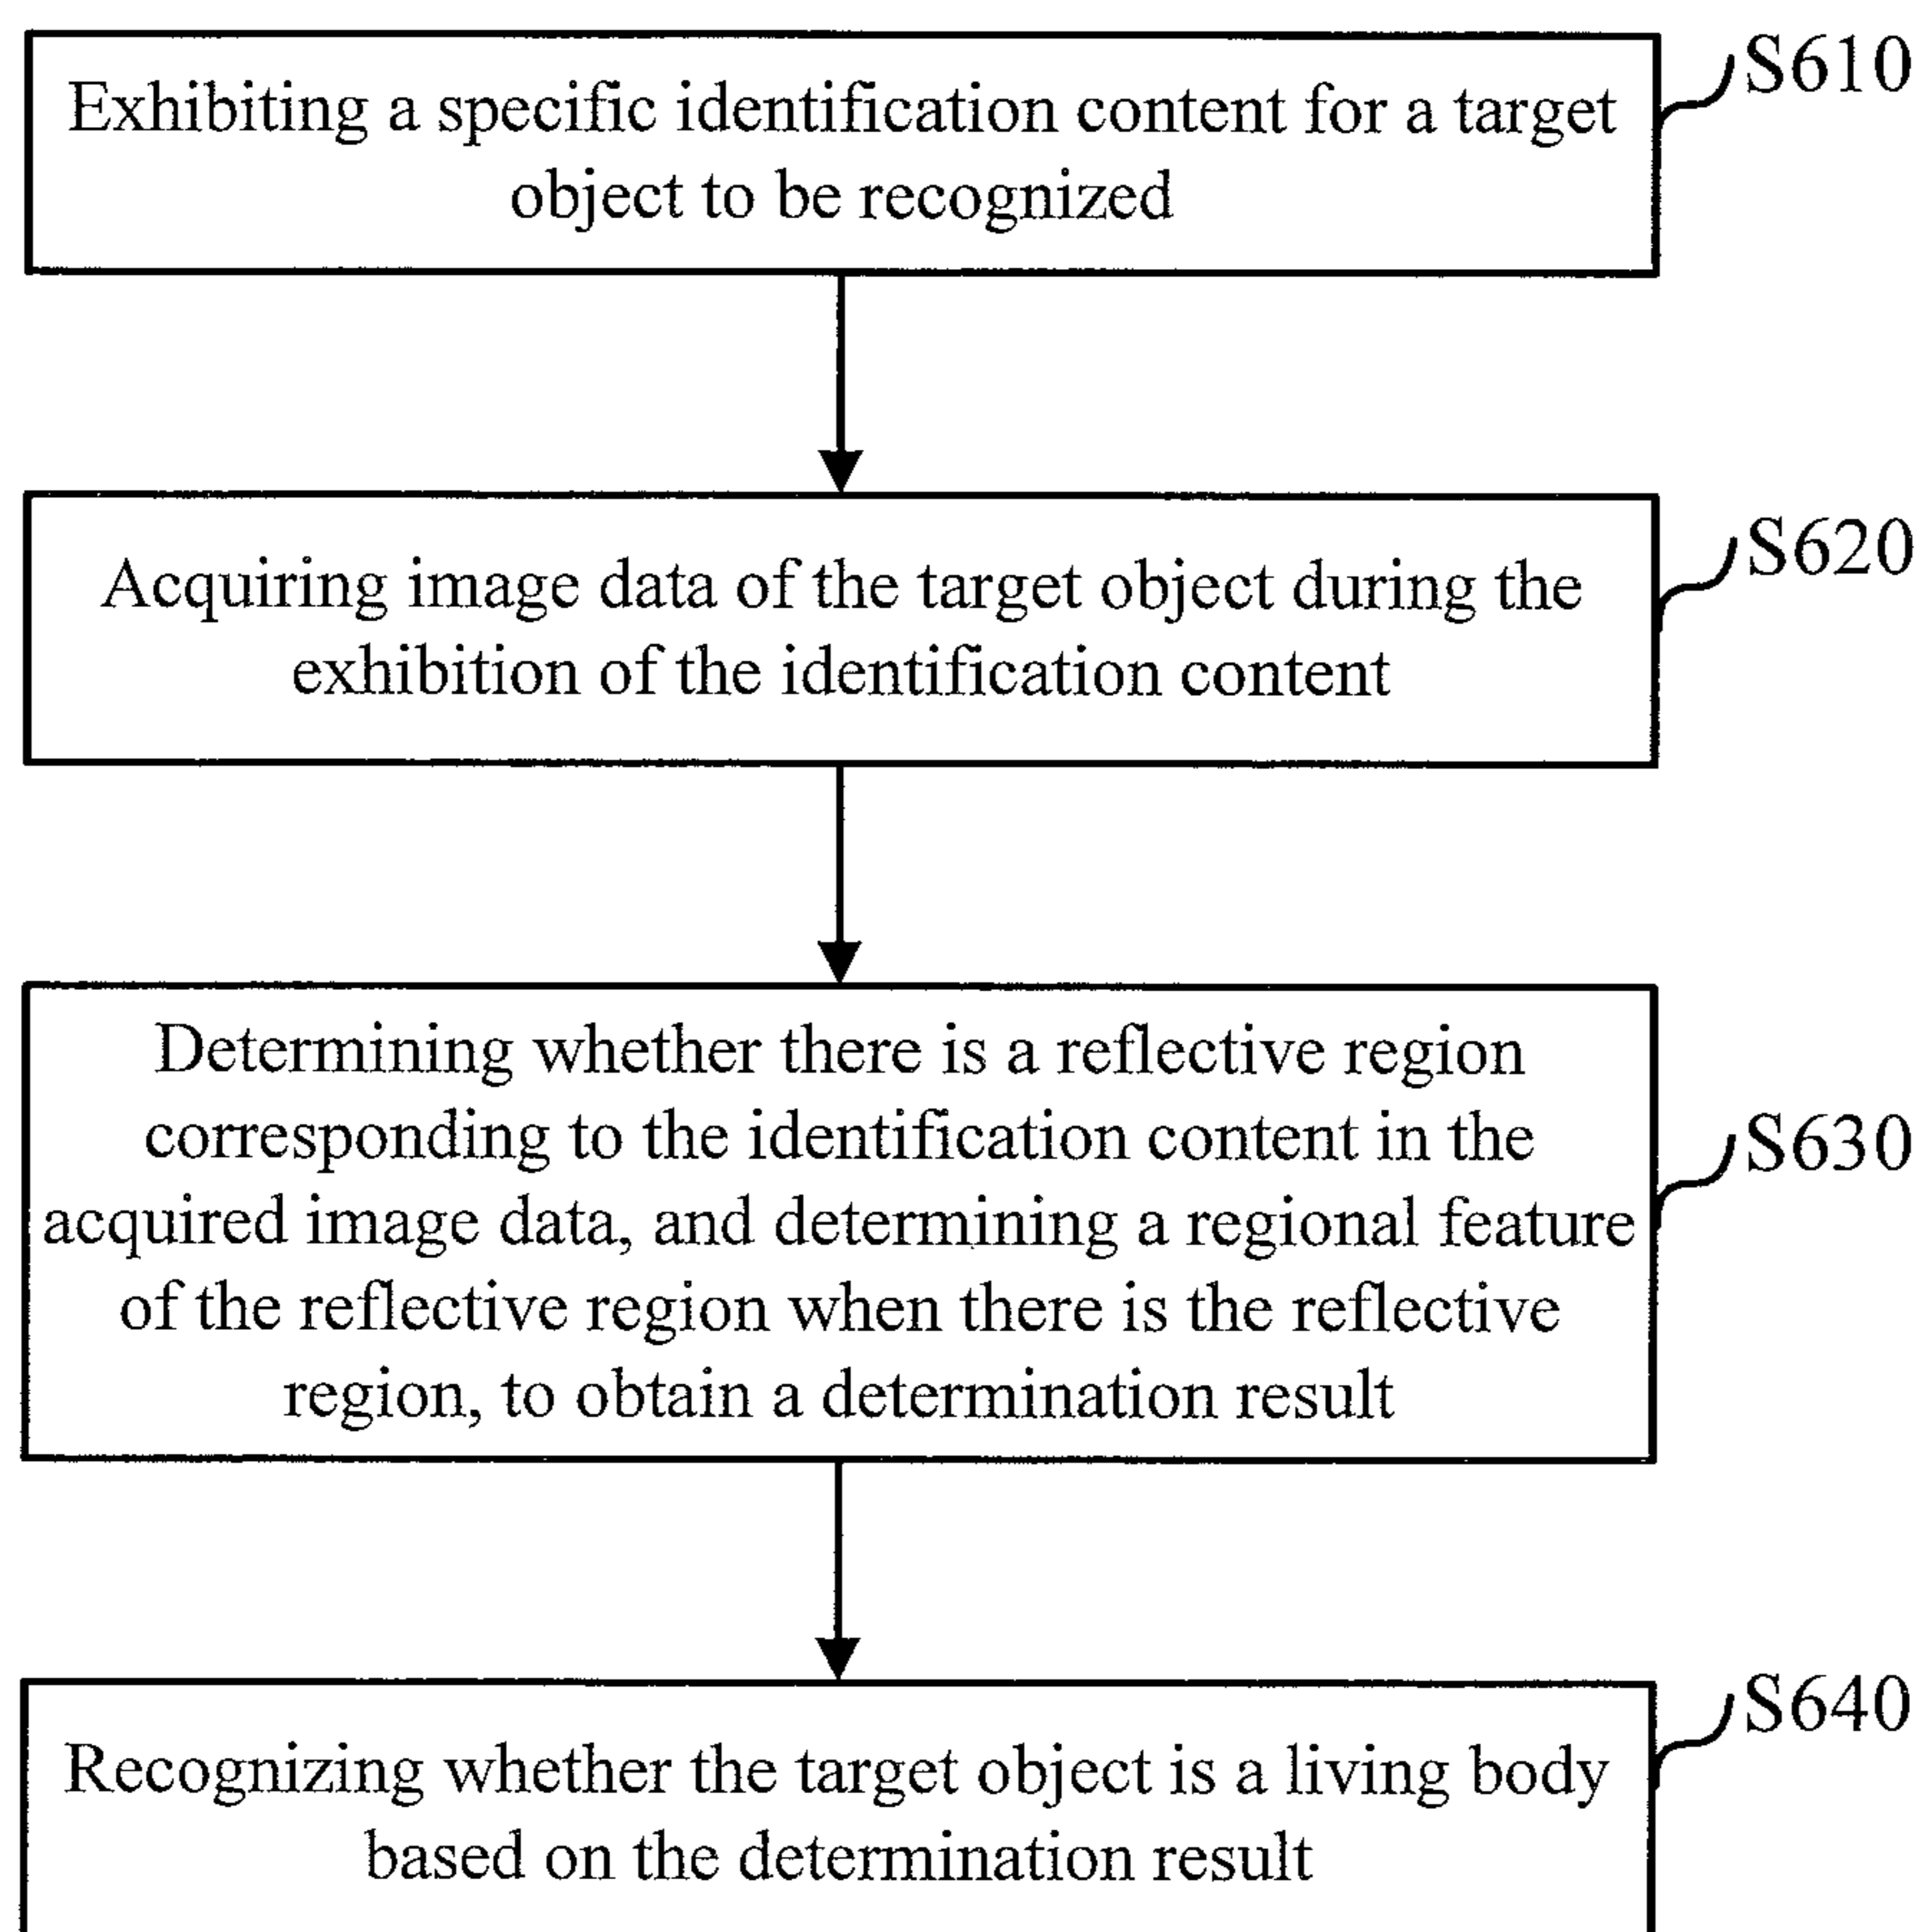 Exhibiting a specific identification content for a target
object to be recognized
S610
Acquiring image data of the target object during the
exhibition of the identification content
S620
Determining whether there is a reflective region
corresponding to the identification content in the
acquired image data, and determining a regional feature
of the reflective region when there is the reflective
region, to obtain a determination result
S630
Recognizing whether the target object is a living body
based on the determination result
S640